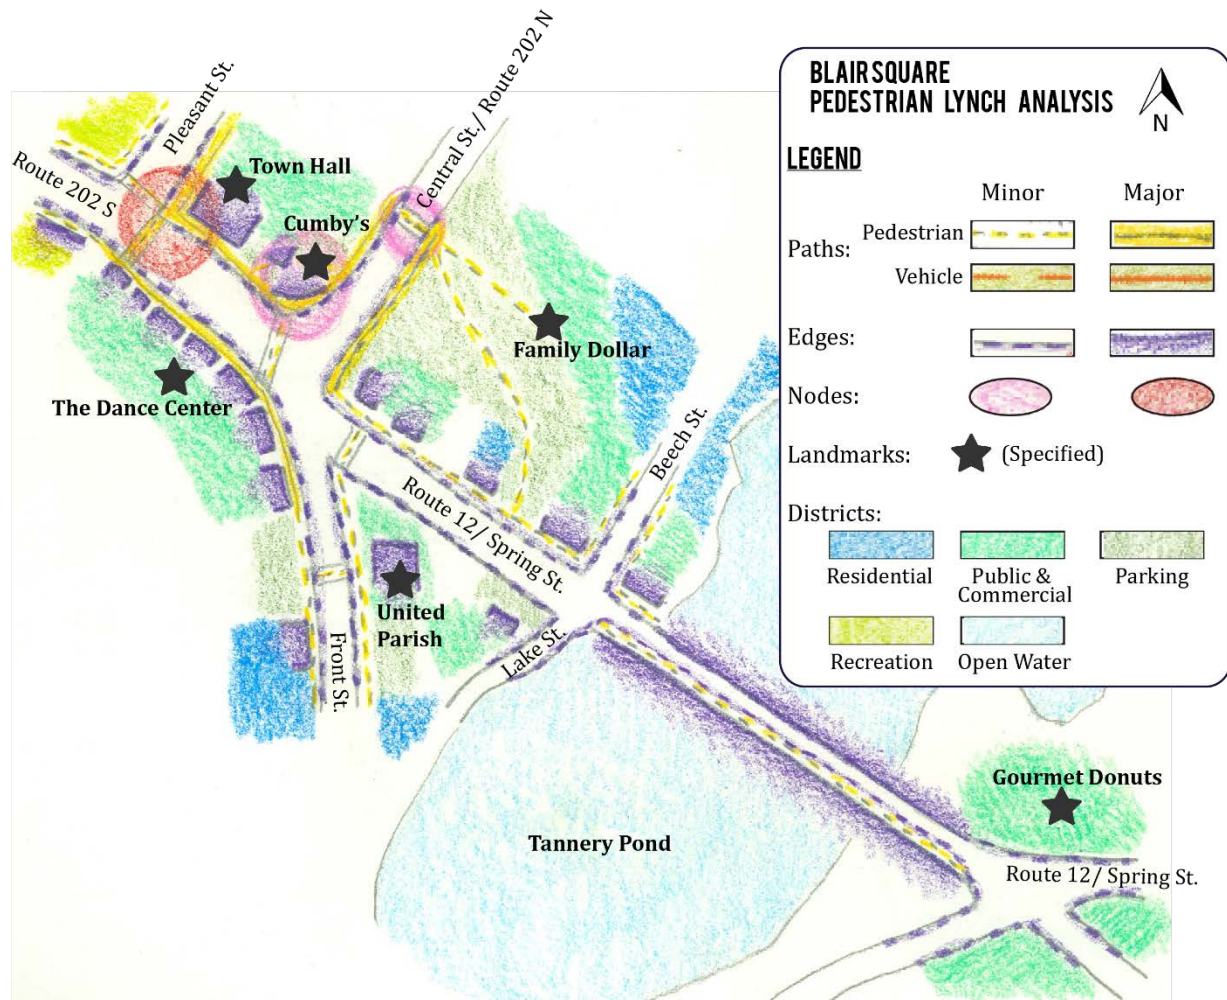 BLAIR SQUARE
PEDESTRIAN LYNCH ANALYSIS
N
LEGEND
Minor
Major
Paths:
Pedestrian
Vehicle
Edges:
Nodes:
Landmarks:
(Specified)
Districts:
Residential
Public &
Commercial
Parking
Recreation
Open Water
Pleasant St.
Central St./ Route 202 N
Route 202 S
Town Hall
Cumby's
Family Dollar
The Dance Center
Beech St.
Route 12/ Spring St.
United
Parish
Lake St.
Front St.
Gourmet Donuts
Tannery Pond
Route 12/ Spring St.